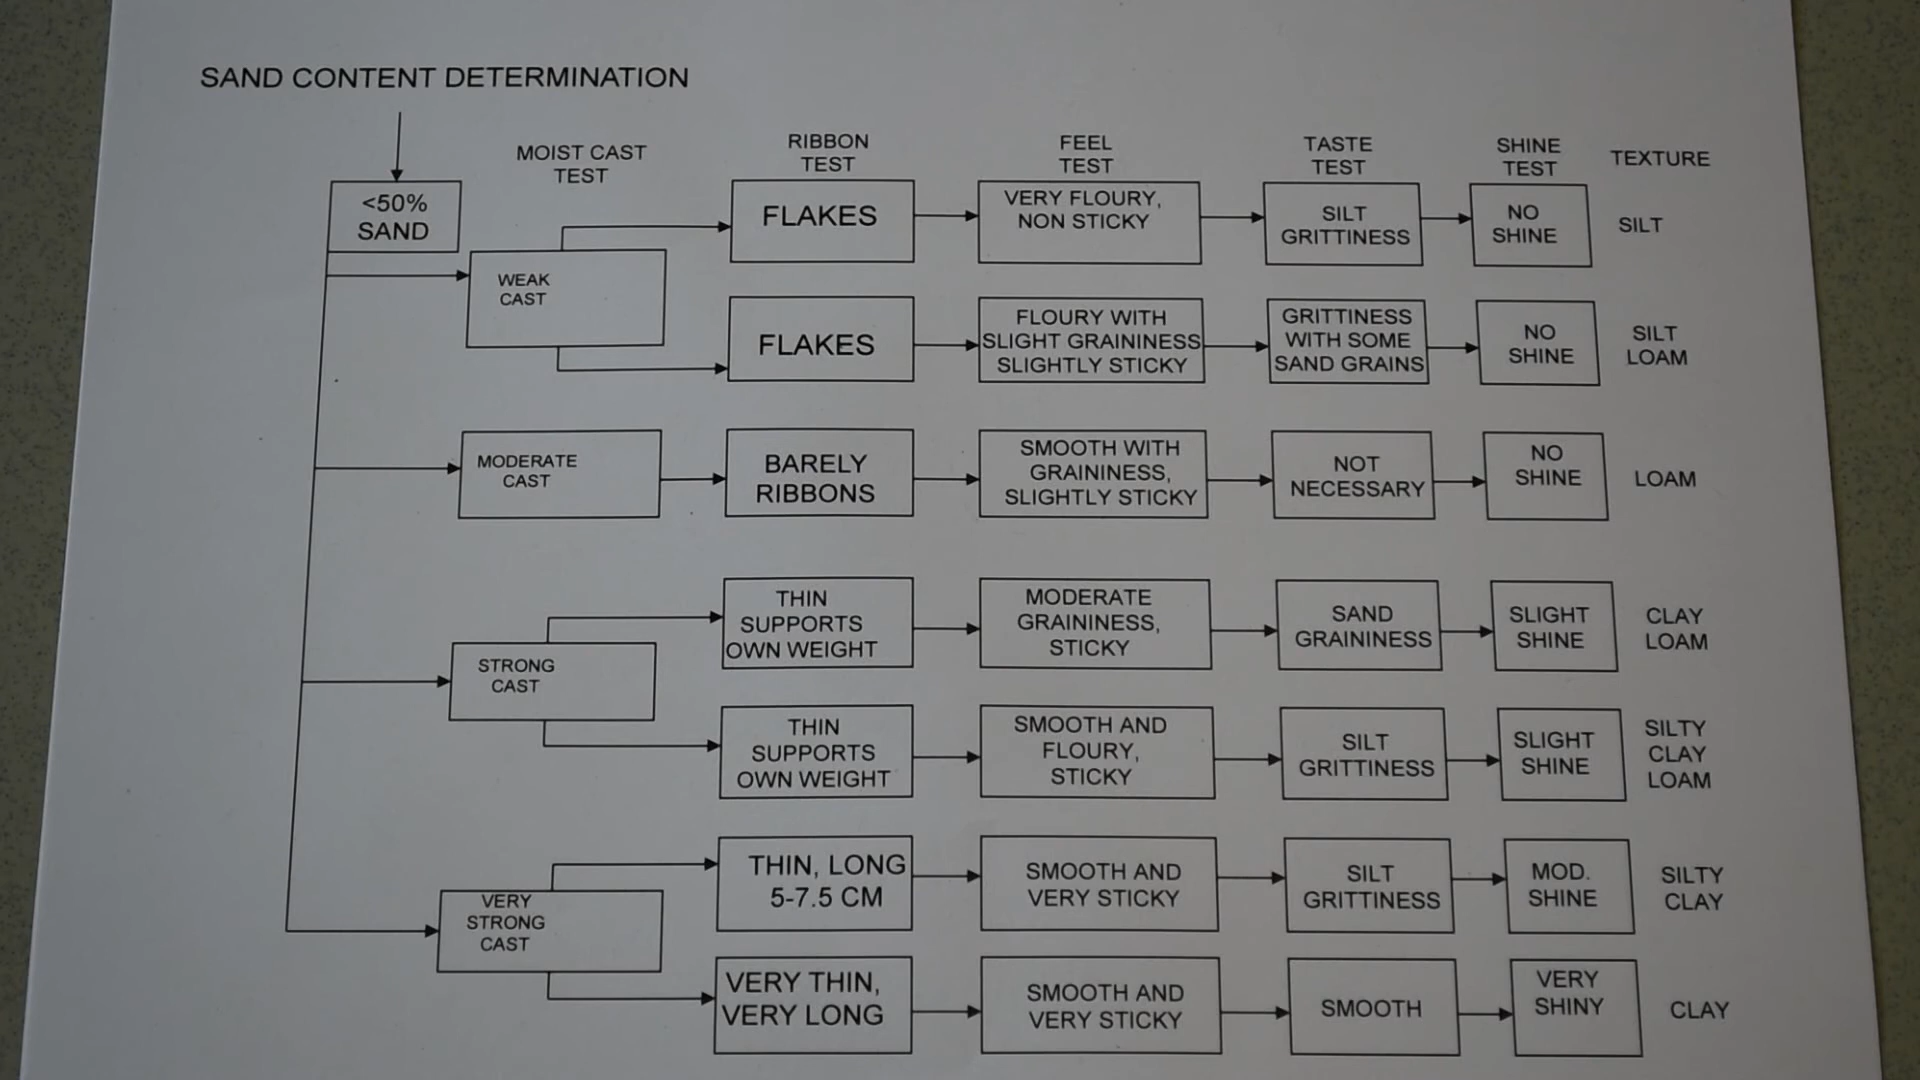 SAND CONTENT DETERMINATION
<50%
SAND
MOIST CAST
TEST
RIBBON
TEST
FEEL
TEST
TASTE
TEST
SHINE
TEST
TEXTURE
WEAK
CAST
FLAKES
VERY FLOURY,
NON STICKY
SILT
GRITTINESS
NO
SHINE
SILT
FLAKES
FLOURY WITH
SLIGHT GRAININESS
SLIGHTLY STICKY
GRITTINESS
WITH SOME
SAND GRAINS
NO
SHINE
SILT
LOAM
MODERATE
CAST
BARELY
RIBBONS
SMOOTH WITH
GRAININESS,
SLIGHTLY STICKY
NOT
NECESSARY
NO
SHINE
LOAM
STRONG
CAST
THIN
SUPPORTS
OWN WEIGHT
MODERATE
GRAININESS,
STICKY
SAND
GRAININESS
SLIGHT
SHINE
CLAY
LOAM
THIN
SUPPORTS
OWN WEIGHT
SMOOTH AND
FLOURY,
STICKY
SILT
GRITTINESS
SLIGHT
SHINE
SILTY
CLAY
LOAM
VERY
STRONG
CAST
THIN, LONG
5-7.5 CM
SMOOTH AND
VERY STICKY
SILT
GRITTINESS
MOD.
SHINE
SILTY
CLAY
VERY THIN,
VERY LONG
SMOOTH AND
VERY STICKY
SMOOTH
VERY
SHINY
CLAY